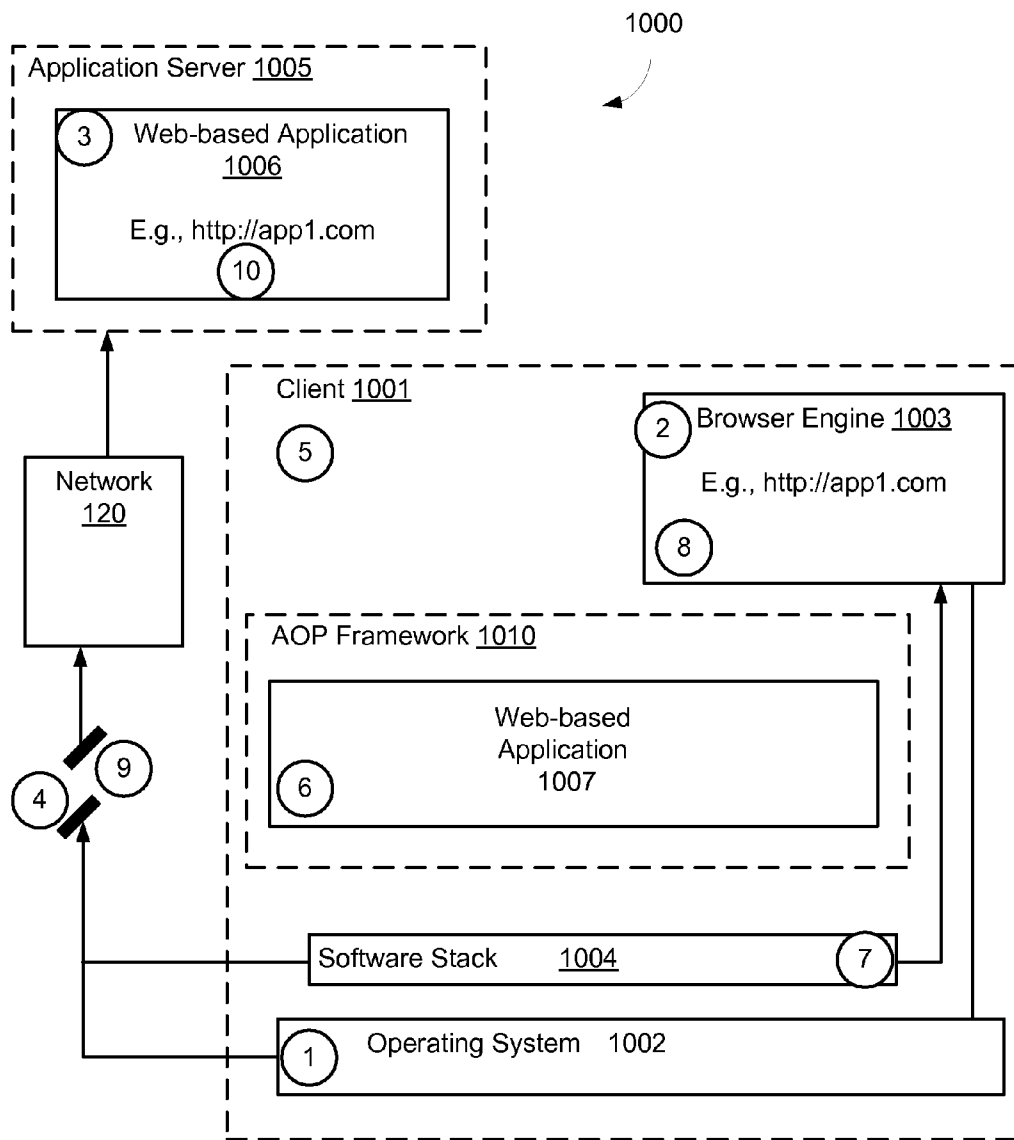 1000
Application Server 1005
3
Web-based Application
1006
E.g., http://app1.com
10
Client 1001
5
2
Browser Engine 1003
E.g., http://app1.com
8
Network
120
AOP Framework 1010
Web-based
Application
1007
6
4
9
Software Stack 1004
7
1
Operating System 1002